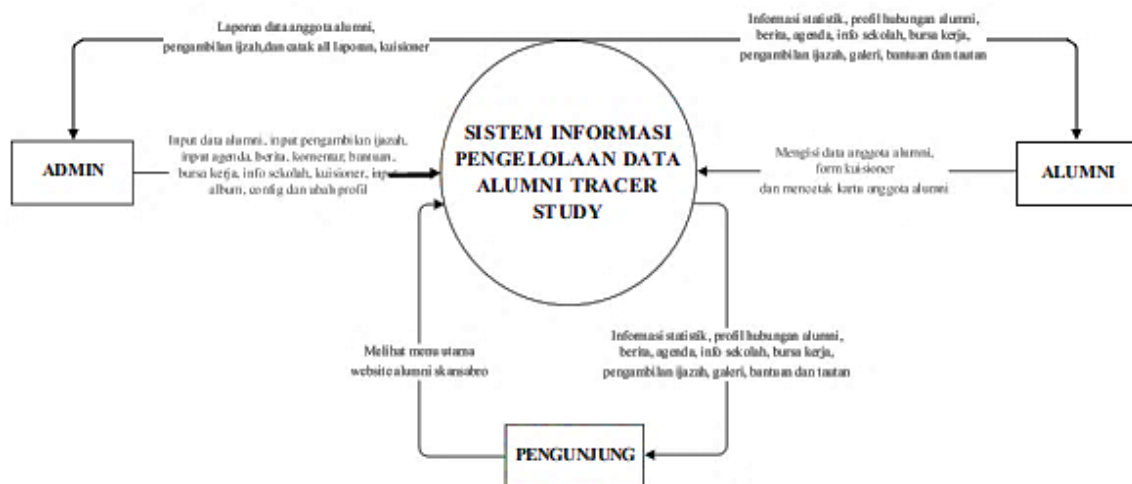 Laporan data anggota alumni,
pengambilan ijzah,dan catak all laporan, kuisioner
Informasi statistik, profil hubungan alumni,
berita, agenda, info sekolah, bursa kerja,
pengambilan ijazah, galeri, bantuan dan tautan
ADMIN
Input data alumni, input pengambilan ijazah,
input agenda, berita, komentar, bantuan,
bursa kerja, info sekolah, kuisioner, input
album, config dan ubah profil
SISTEM INFORMASI
PENGELOLAAN DATA
ALUMNI TRACER
STUDY
Mengisi data anggota alumni,
form kuisioner
dan mencetak kartu anggota alumni
ALUMNI
Melihat menu utama
website alumni skansabro
Informasi statistik, profil hubungan alumni,
berita, agenda, info sekolah, bursa kerja,
pengambilan ijazah, galeri, bantuan dan tautan
PENGUNJUNG